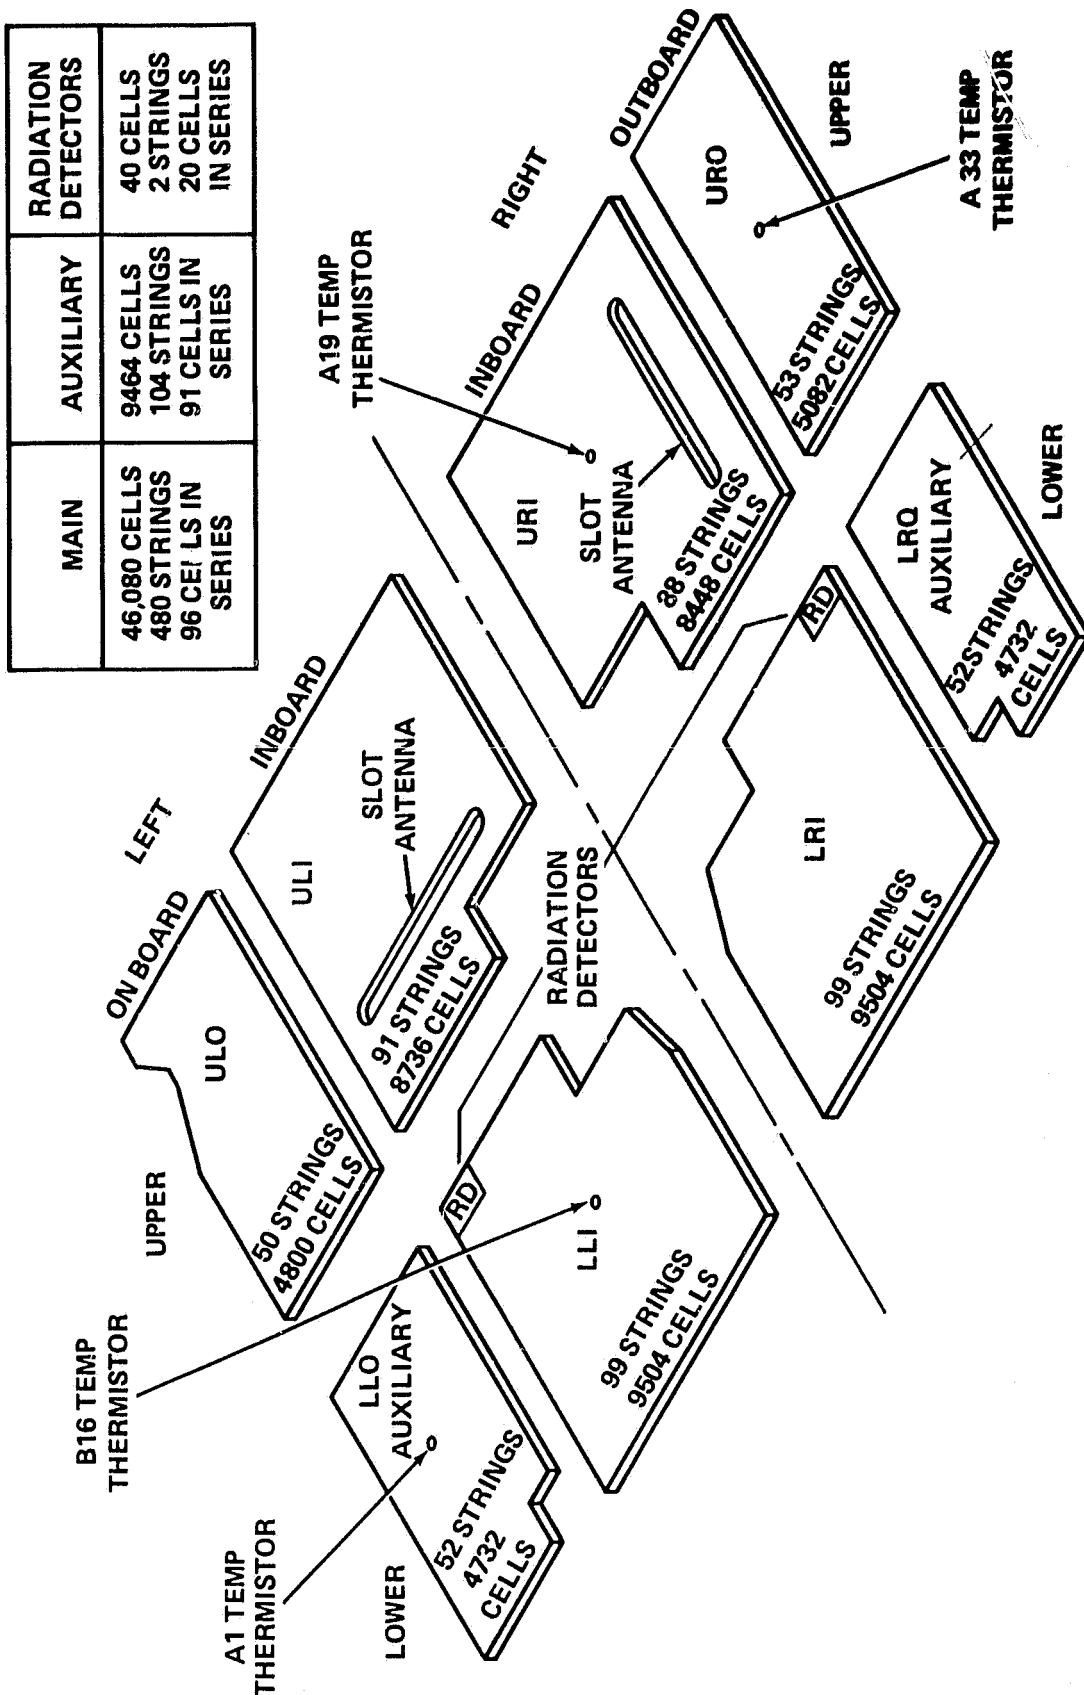 MAIN
AUXILIARY
RADIATION
DETECTORS
46,080 CELLS
480 STRINGS
96 CELLS IN
SERIES
9464 CELLS
104 STRINGS
91 CELLS IN
SERIES
40 CELLS
2 STRINGS
20 CELLS
IN SERIES
LEFT
RIGHT
UPPER
ON BOARD
ULO
50 STRINGS
4800 CELLS
INBOARD
ULI
SLOT
ANTENNA
91 STRINGS
8736 CELLS
A19 TEMP
THERMISTOR
INBOARD
URI
SLOT
ANTENNA
88 STRINGS
8448 CELLS
OUTBOARD
URO
UPPER
53 STRINGS
5082 CELLS
A 33 TEMP
THERMISTOR
B16 TEMP
THERMISTOR
A1 TEMP
THERMISTOR
LOWER
LLO
AUXILIARY
52 STRINGS
4732
CELLS
RD
LLI
99 STRINGS
9504 CELLS
RADIATION
DETECTORS
RD
LRI
99 STRINGS
9504 CELLS
LRQ
AUXILIARY
52 STRINGS
4732
CELLS
LOWER